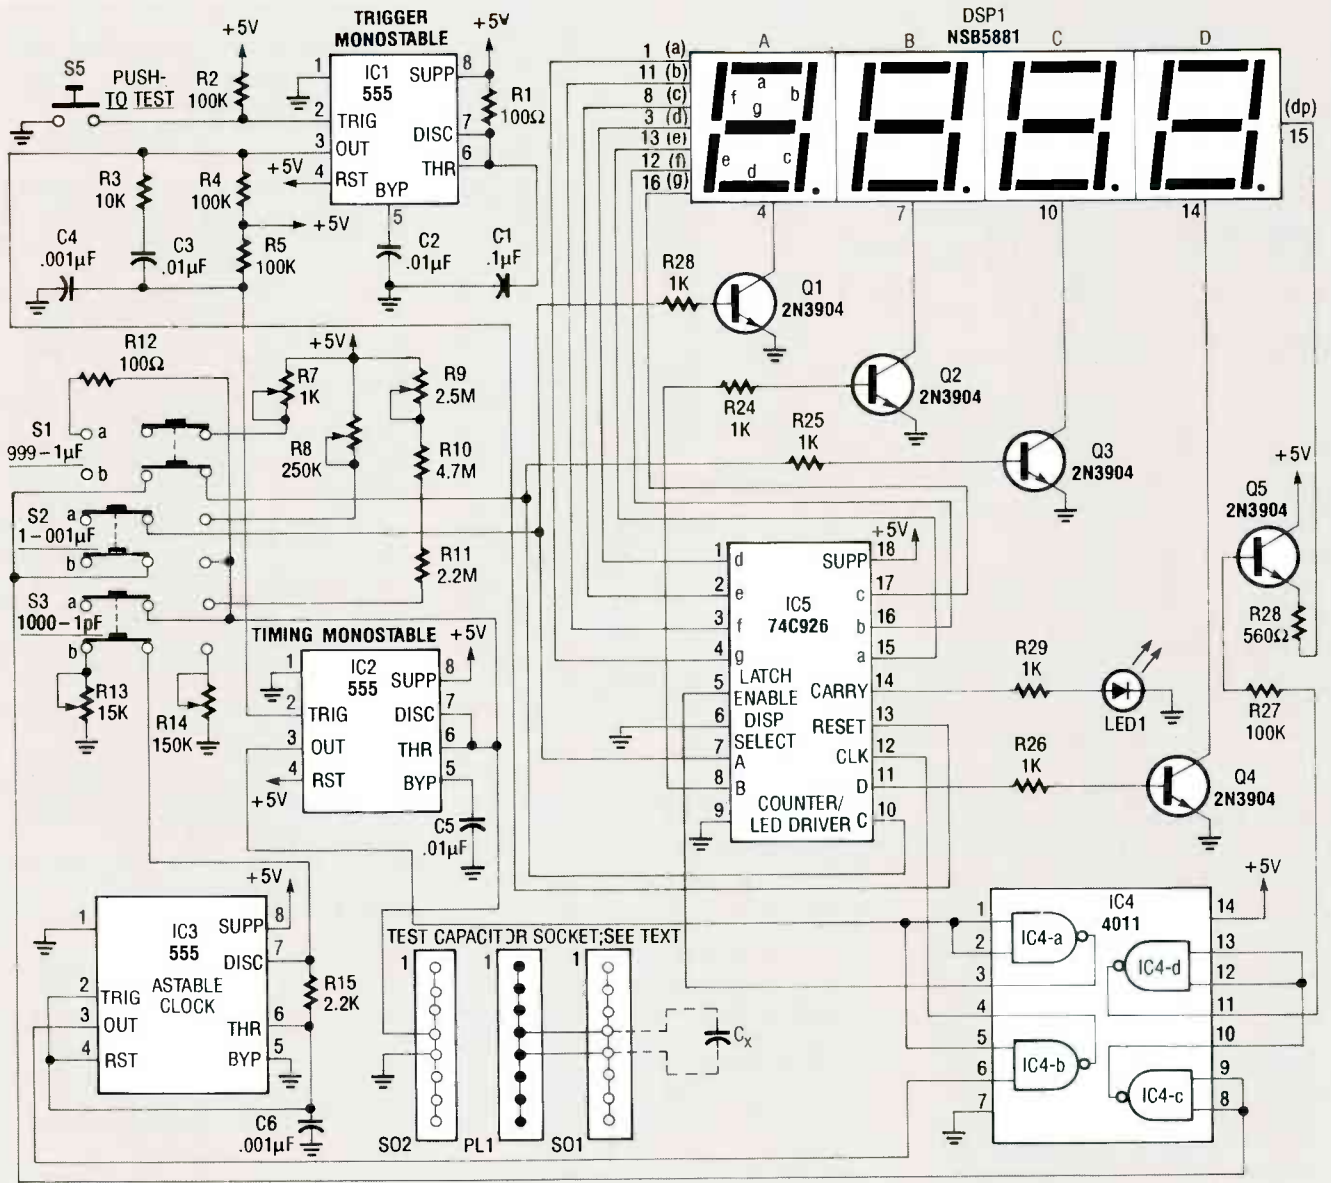 TRIGGER
MONOSTABLE
+5V
+5V
S5
PUSH-
TO TEST
R2
100K
1
2
3
4
IC1
555
SUPP
TRIG
DISC
OUT
THR
RST
BYP
8
7
6
5
R1
100Ω
+5V
R3
10K
R4
100K
+5V
C4
.001µF
C3
.01µF
R5
100K
C2
.01µF
C1
.1µF
DSP1
NSB5881
A
B
C
D
1 (a)
11 (b)
8 (c)
3 (d)
13 (e)
12 (f)
16 (g)
a
f
b
g
e
c
d
(dp)
15
4
7
10
14
R28
1K
Q1
2N3904
R24
1K
Q2
2N3904
R25
1K
Q3
2N3904
+5V
Q5
2N3904
R28
560Ω
R27
100K
R12
100Ω
+5V
R7
1K
R9
2.5M
S1
999-1µF
a
b
R8
250K
R10
4.7M
S2
1-001µF
a
b
R11
2.2M
S3
1000-1pF
a
b
R13
15K
R14
150K
TIMING MONOSTABLE
+5V
1
2
3
4
IC2
555
SUPP
TRIG
DISC
OUT
THR
RST
BYP
8
7
6
5
+5V
C5
.01µF
1
2
3
4
5
6
7
8
9
d
e
f
g
LATCH
ENABLE
DISP
SELECT
A
B
IC5
74C926
SUPP
c
b
a
CARRY
RESET
CLK
D
COUNTER/
LED DRIVER C
18
17
16
15
14
13
12
11
10
+5V
R29
1K
LED1
R26
1K
Q4
2N3904
+5V
1
2
3
4
IC3
555
ASTABLE
CLOCK
SUPP
DISC
TRIG
OUT
THR
RST
BYP
8
7
6
5
R15
2.2K
C6
.001µF
TEST CAPACITOR SOCKET;SEE TEXT
1
1
1
SO2
PL1
SO1
Cx
IC4
4011
+5V
1
2
3
4
5
6
7
14
13
12
11
10
9
8
IC4-a
IC4-d
IC4-b
IC4-c